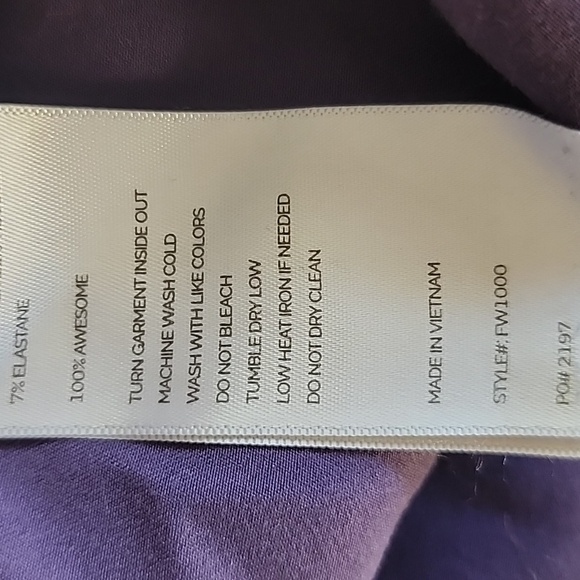 7% ELASTANE
100% AWESOME
TURN GARMENT INSIDE OUT
MACHINE WASH COLD
WASH WITH LIKE COLORS
DO NOT BLEACH
TUMBLE DRY LOW
LOW HEAT IRON IF NEEDED
DO NOT DRY CLEAN
MADE IN VIETNAM
STYLE#: FW1000
PO# 2197